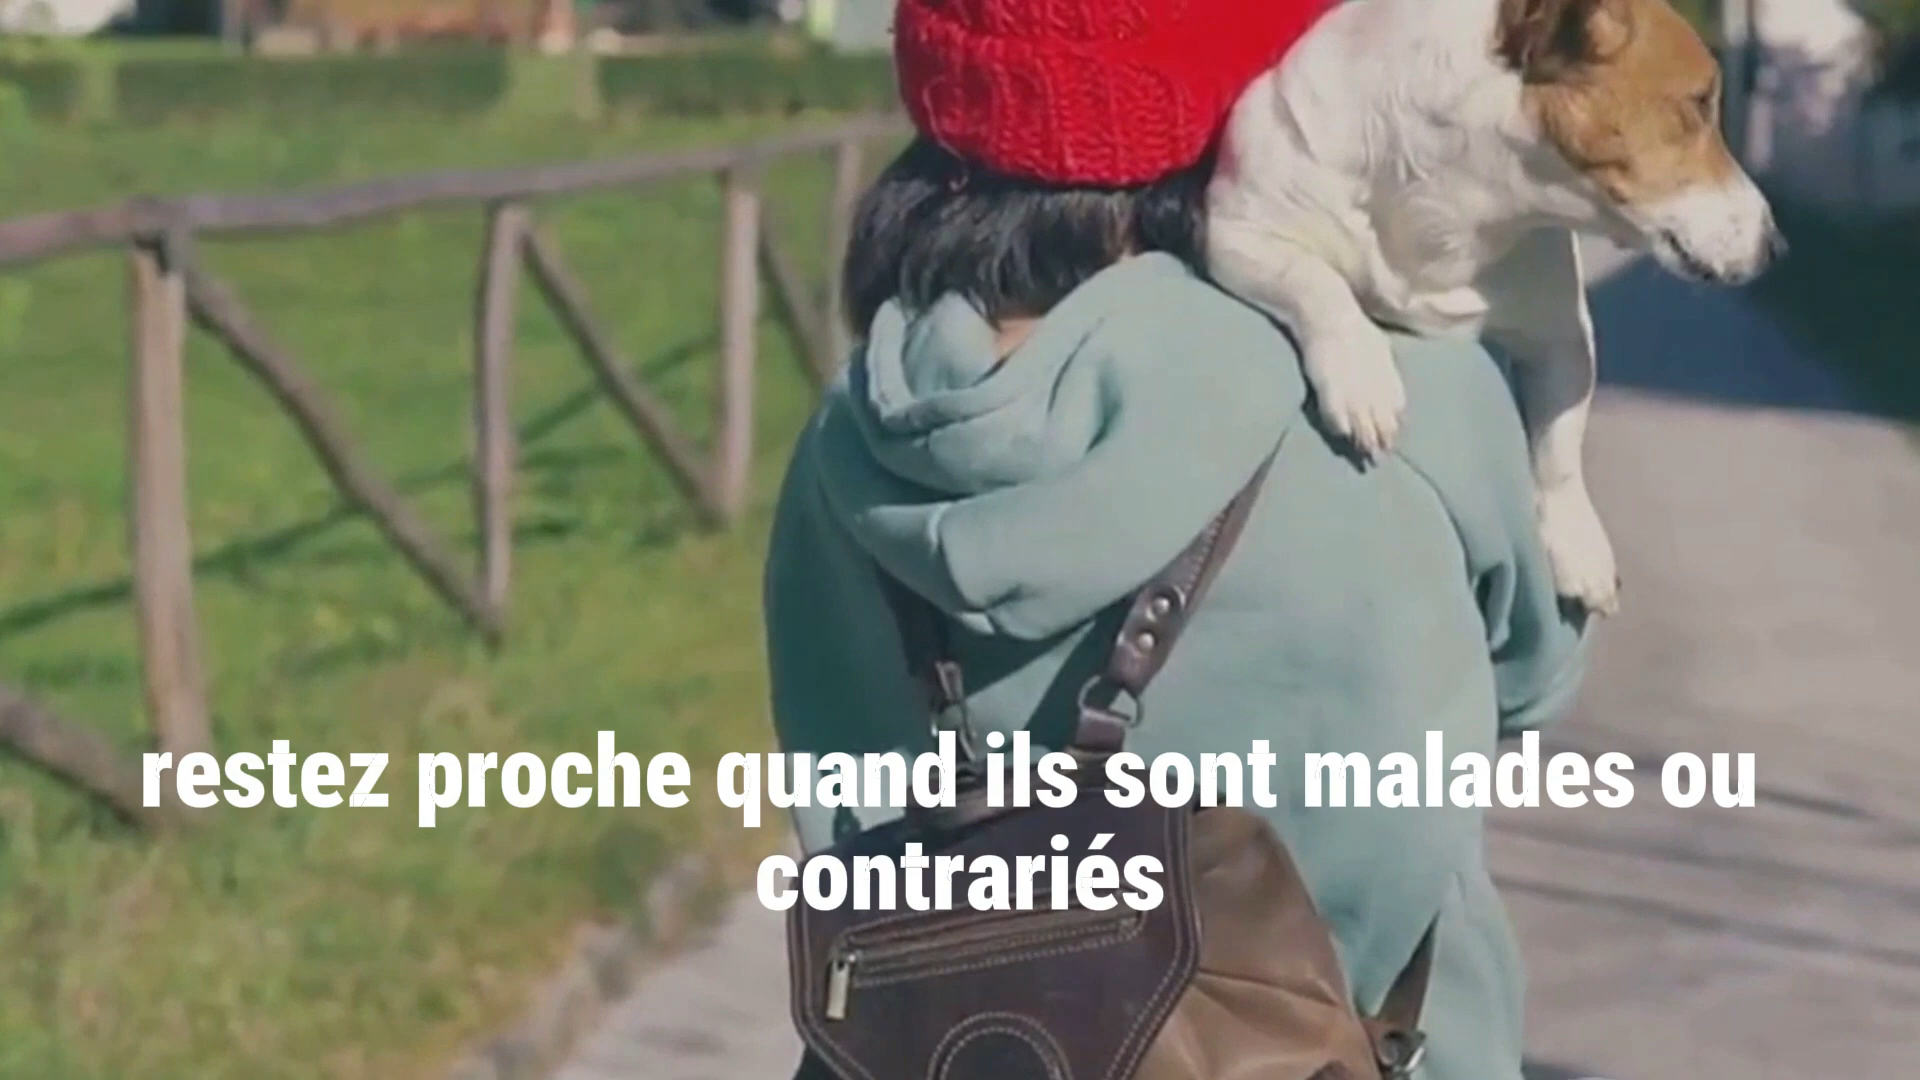 restez proche quand ils sont malades ou
contrariés